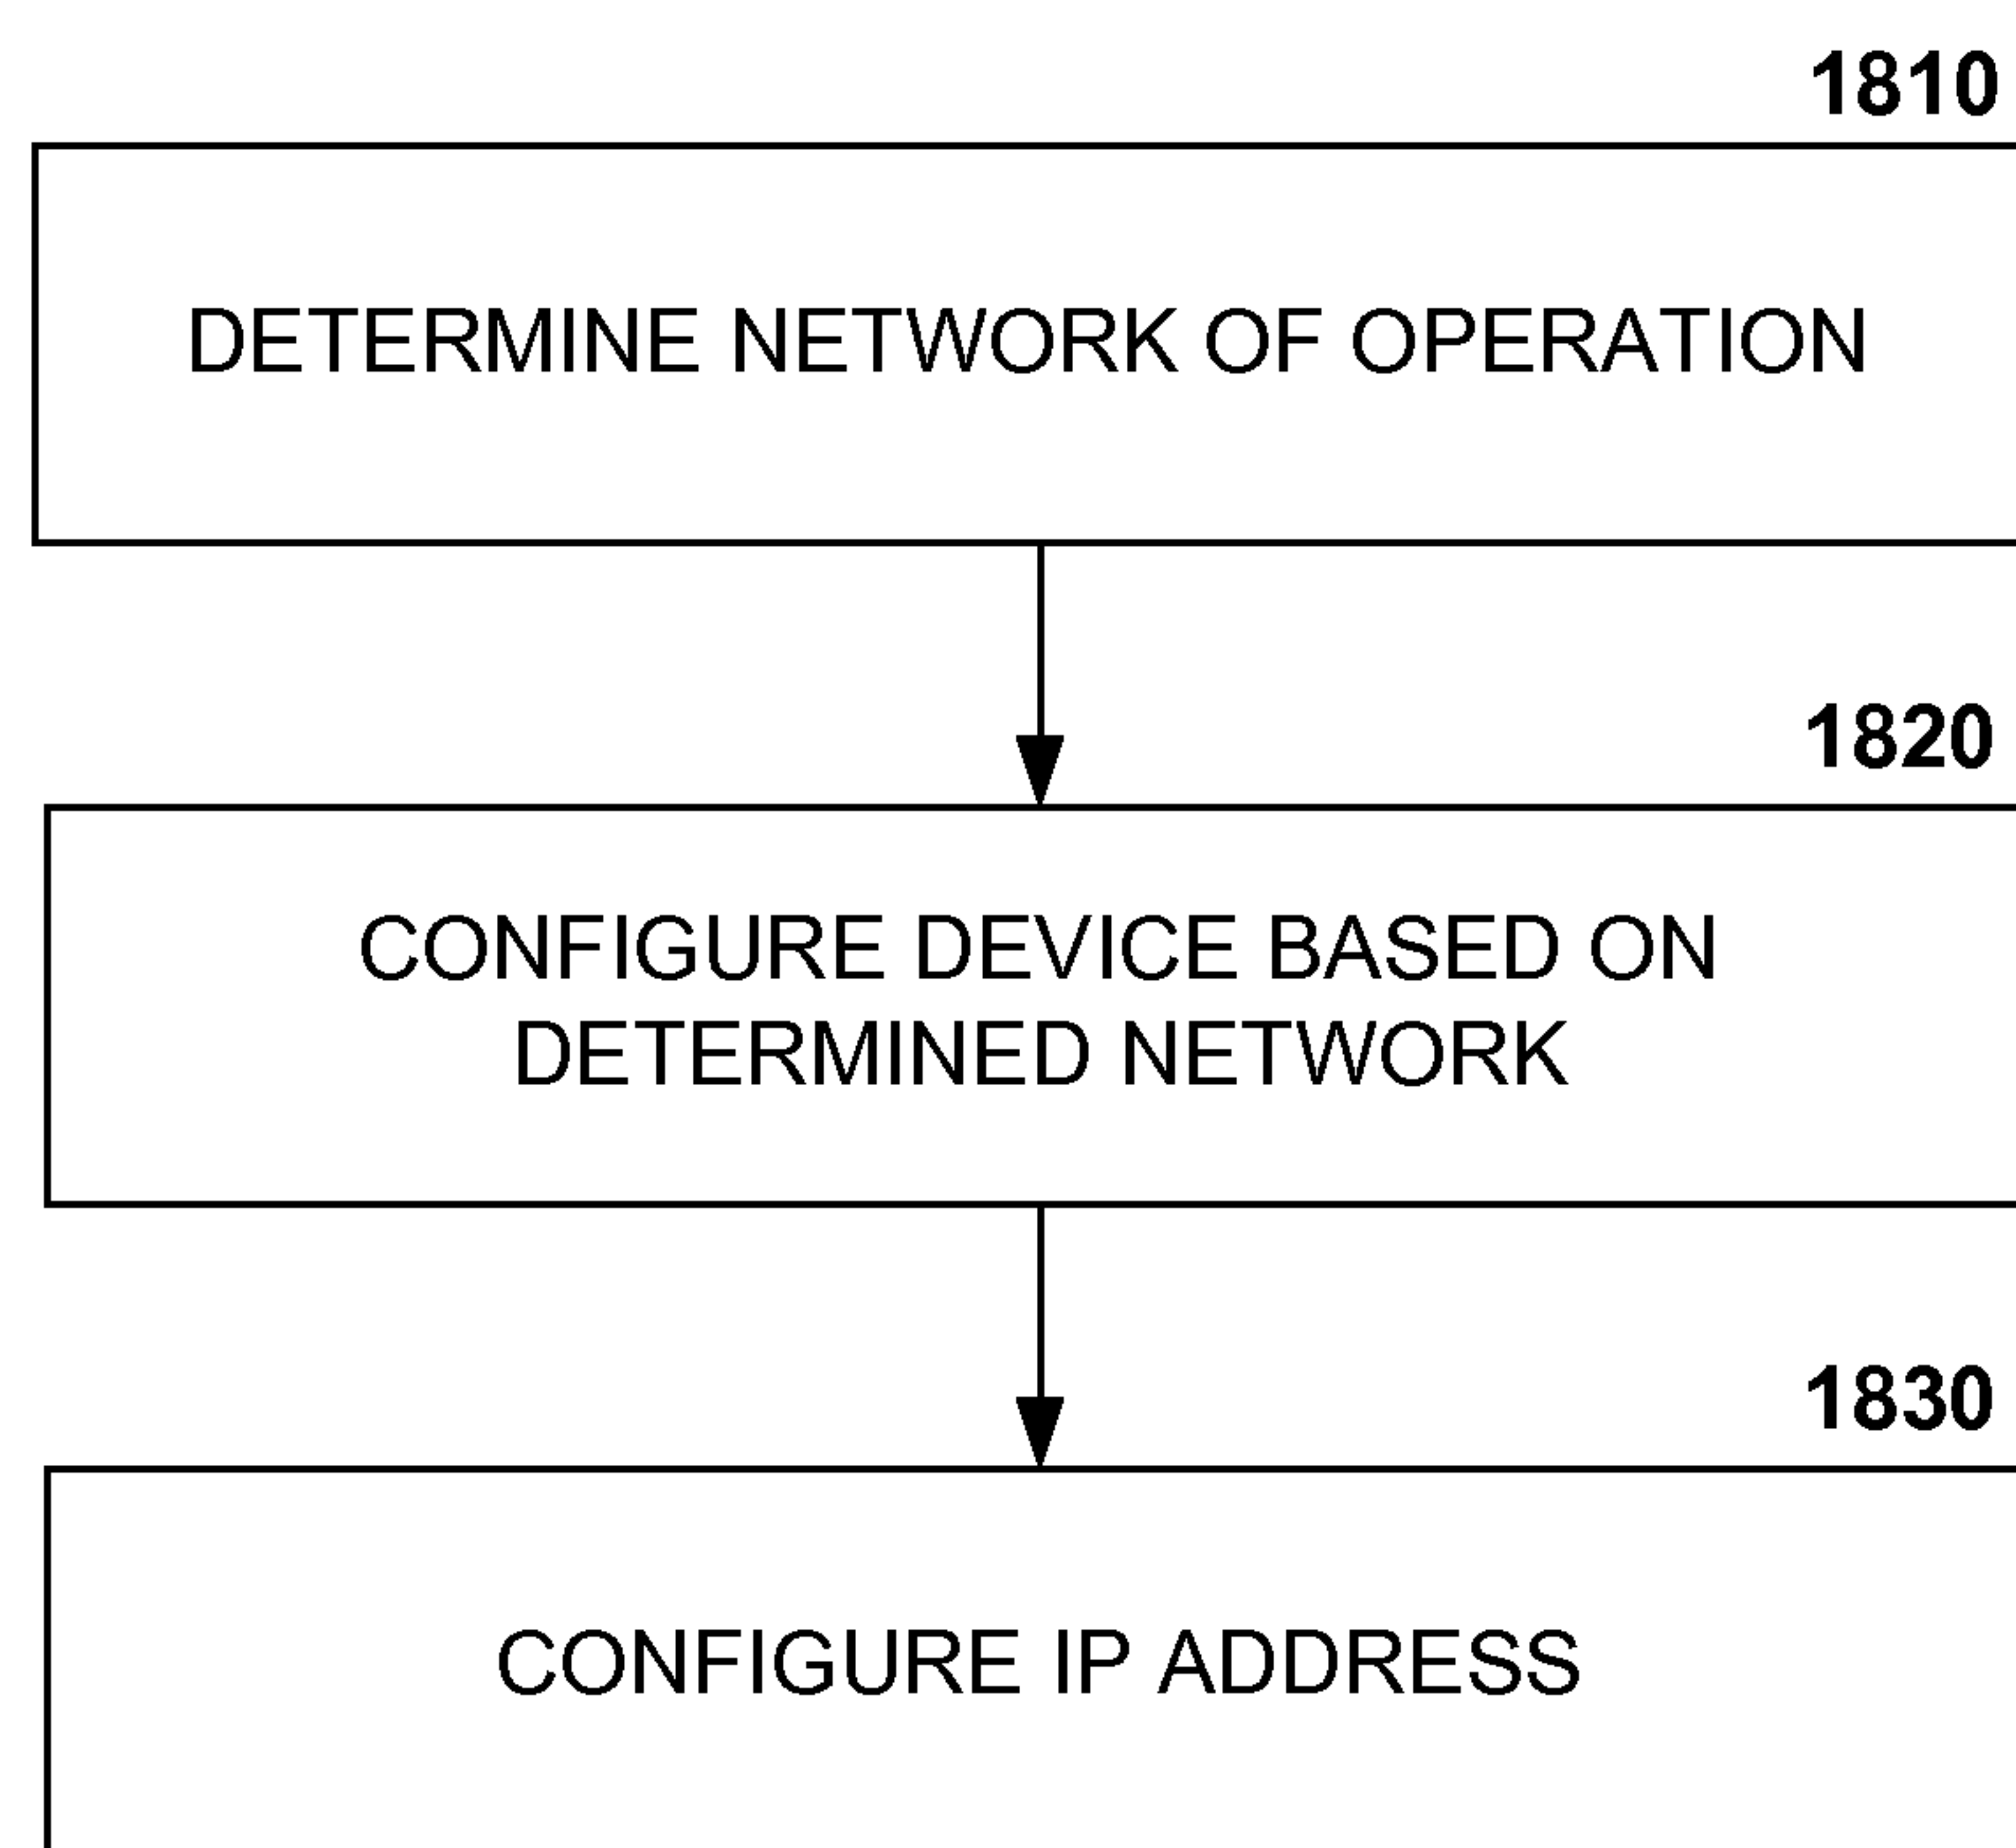 1810
DETERMINE NETWORK OF OPERATION
1820
CONFIGURE DEVICE BASED ON
DETERMINED NETWORK
1830
CONFIGURE IP ADDRESS